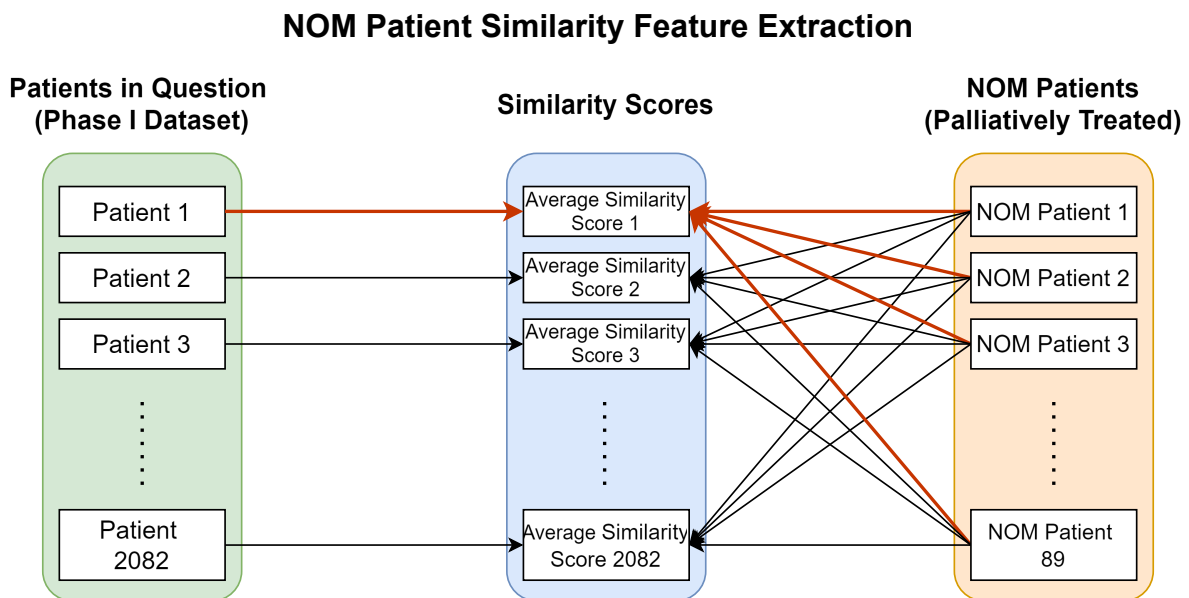 NOM Patient Similarity Feature Extraction
Patients in Question
(Phase I Dataset)
Similarity Scores
NOM Patients
(Palliatively Treated)
Patient 1
Average Similarity
Score 1
NOM Patient 1
Patient 2
Average Similarity
Score 2
NOM Patient 2
Patient 3
Average Similarity
Score 3
NOM Patient 3
Patient
2082
Average Similarity
Score 2082
NOM Patient
89